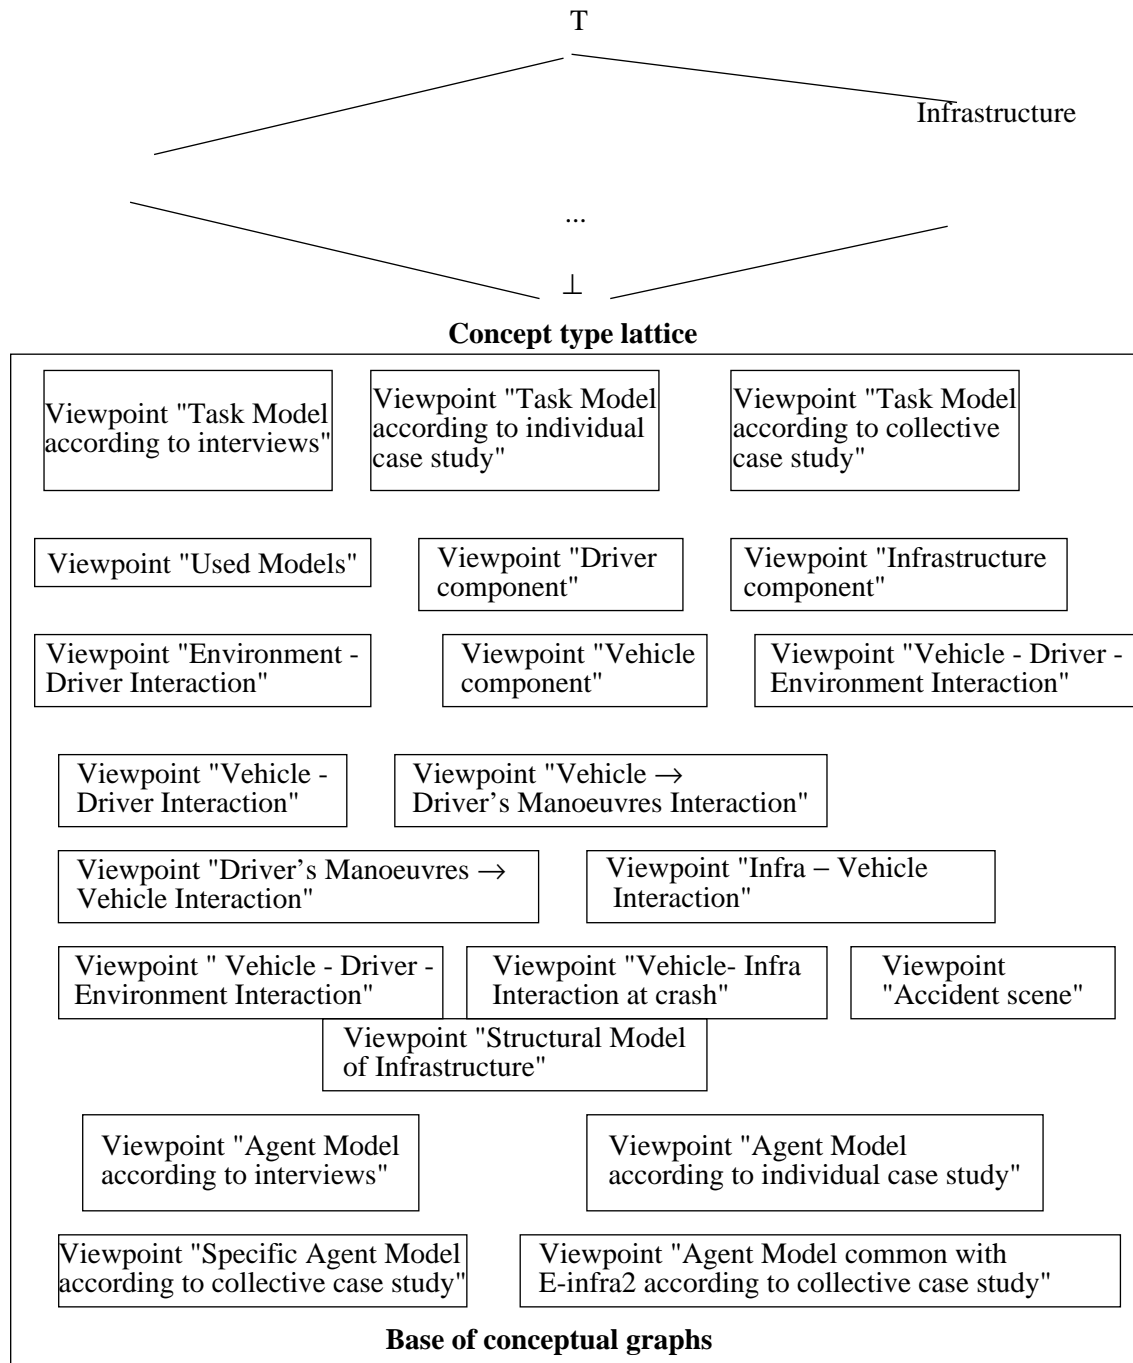 T
Infrastructure
...
⊥
Concept type lattice
Viewpoint "Task Model
according to interviews"
Viewpoint "Task Model
according to individual
case study"
Viewpoint "Task Model
according to collective
case study"
Viewpoint "Used Models"
Viewpoint "Driver
component"
Viewpoint "Infrastructure
component"
Viewpoint "Environment -
Driver Interaction"
Viewpoint "Vehicle
component"
Viewpoint "Vehicle - Driver -
Environment Interaction"
Viewpoint "Vehicle -
Driver Interaction"
Viewpoint "Vehicle →
Driver’s Manoeuvres Interaction"
Viewpoint "Driver’s Manoeuvres →
Vehicle Interaction"
Viewpoint "Infra − Vehicle
Interaction"
Viewpoint " Vehicle - Driver -
Environment Interaction"
Viewpoint "Vehicle- Infra
Interaction at crash"
Viewpoint
"Accident scene"
Viewpoint "Structural Model
of Infrastructure"
Viewpoint "Agent Model
according to interviews"
Viewpoint "Agent Model
according to individual case study"
Viewpoint "Specific Agent Model
according to collective case study"
Viewpoint "Agent Model common with
E-infra2 according to collective case study"
Base of conceptual graphs